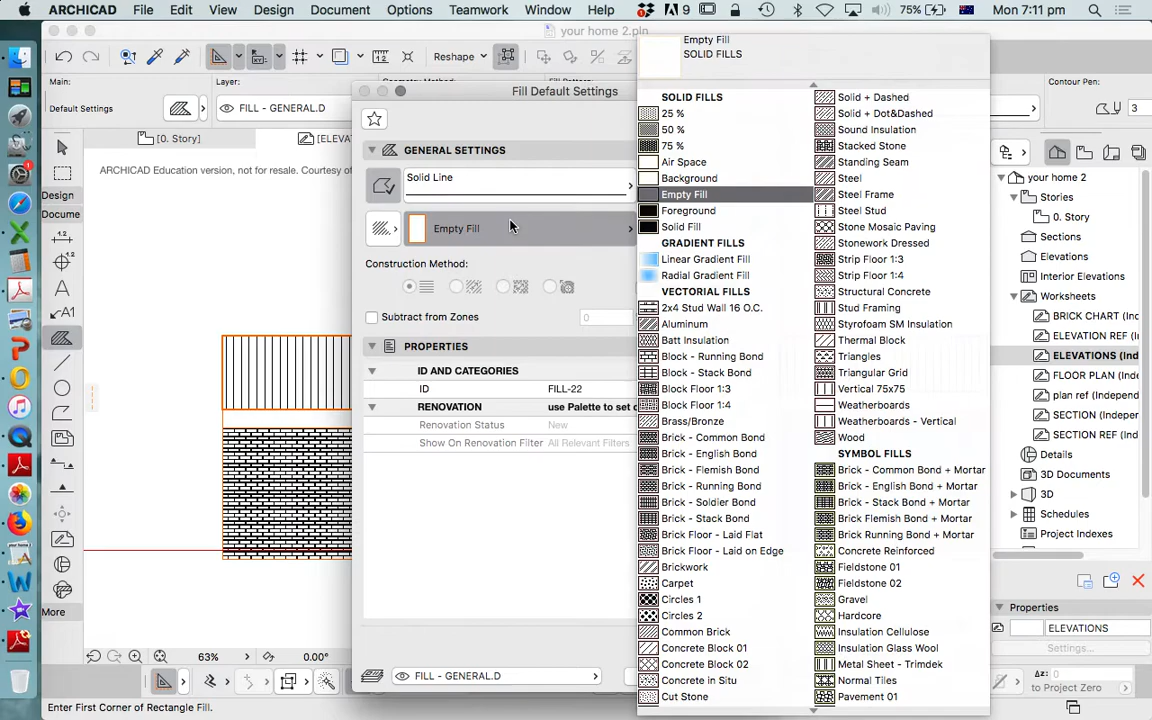 ARCHICAD File Edit View Design Document Options Teamwork Window Help 4 75% Mon 7:11 pm
your home 2.pln
Reshape
Main:
Layer:
Default Settings
FILL - GENERAL.D
Contour Pen:
3
[0. Story]
[ELEVATIO
ARCHICAD Education version, not for resale. Courtesy of
Design
Docume
More
Fill Default Settings
GENERAL SETTINGS
Solid Line
Empty Fill
Construction Method:
Subtract from Zones
0
PROPERTIES
ID AND CATEGORIES
ID FILL-22
RENOVATION use Palette to set
Renovation Status New
Show On Renovation Filter All Relevant Filters
FILL - GENERAL.D
Empty Fill
SOLID FILLS
SOLID FILLS
25 %
50 %
75 %
Air Space
Background
Empty Fill
Foreground
Solid Fill
GRADIENT FILLS
Linear Gradient Fill
Radial Gradient Fill
VECTORIAL FILLS
2x4 Stud Wall 16 O.C.
Aluminum
Batt Insulation
Block - Running Bond
Block - Stack Bond
Block Floor 1:3
Block Floor 1:4
Brass/Bronze
Brick - Common Bond
Brick - English Bond
Brick - Flemish Bond
Brick - Running Bond
Brick - Soldier Bond
Brick - Stack Bond
Brick Floor - Laid Flat
Brick Floor - Laid on Edge
Brickwork
Carpet
Circles 1
Circles 2
Common Brick
Concrete Block 01
Concrete Block 02
Concrete in Situ
Cut Stone
Solid + Dashed
Solid + Dot&Dashed
Sound Insulation
Stacked Stone
Standing Seam
Steel
Steel Frame
Steel Stud
Stone Mosaic Paving
Stonework Dressed
Strip Floor 1:3
Strip Floor 1:4
Structural Concrete
Stud Framing
Styrofoam SM Insulation
Thermal Block
Triangles
Triangular Grid
Vertical 75x75
Weatherboards
Weatherboards - Vertical
Wood
SYMBOL FILLS
Brick - Common Bond + Mortar
Brick - English Bond + Mortar
Brick - Stack Bond + Mortar
Brick Flemish Bond + Mortar
Brick Running Bond + Mortar
Concrete Reinforced
Fieldstone 01
Fieldstone 02
Gravel
Hardcore
Insulation Cellulose
Insulation Glass Wool
Metal Sheet - Trimdek
Normal Tiles
Pavement 01
your home 2
Stories
0. Story
Sections
Elevations
Interior Elevations
Worksheets
BRICK CHART (Inc
ELEVATION REF (I
ELEVATIONS (Ind
FLOOR PLAN (Indep
plan ref (Indepen
SECTION (Indeper
SECTION REF (Ind
Details
3D Documents
3D
Schedules
Project Indexes
Properties
ELEVATIONS
Settings...
Δz: 0
to Project Zero
63%
0.00°
Enter First Corner of Rectangle Fill.